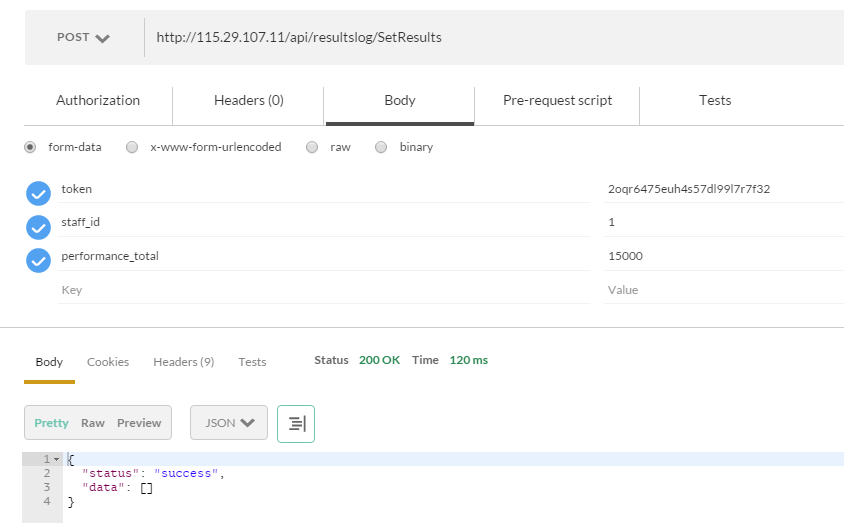 POST http://115.29.107.11/api/resultslog/SetResults
Authorization Headers (0) Body Pre-request script Tests
form-data x-www-form-urlencoded raw binary
token 2oqr6475euh4s57dl99l7r7f32
staff_id 1
performance_total 15000
Key Value
Body Cookies Headers (9) Tests Status 200 OK Time 120 ms
Pretty Raw Preview JSON
1 {
2 "status": "success",
3 "data": []
4 }